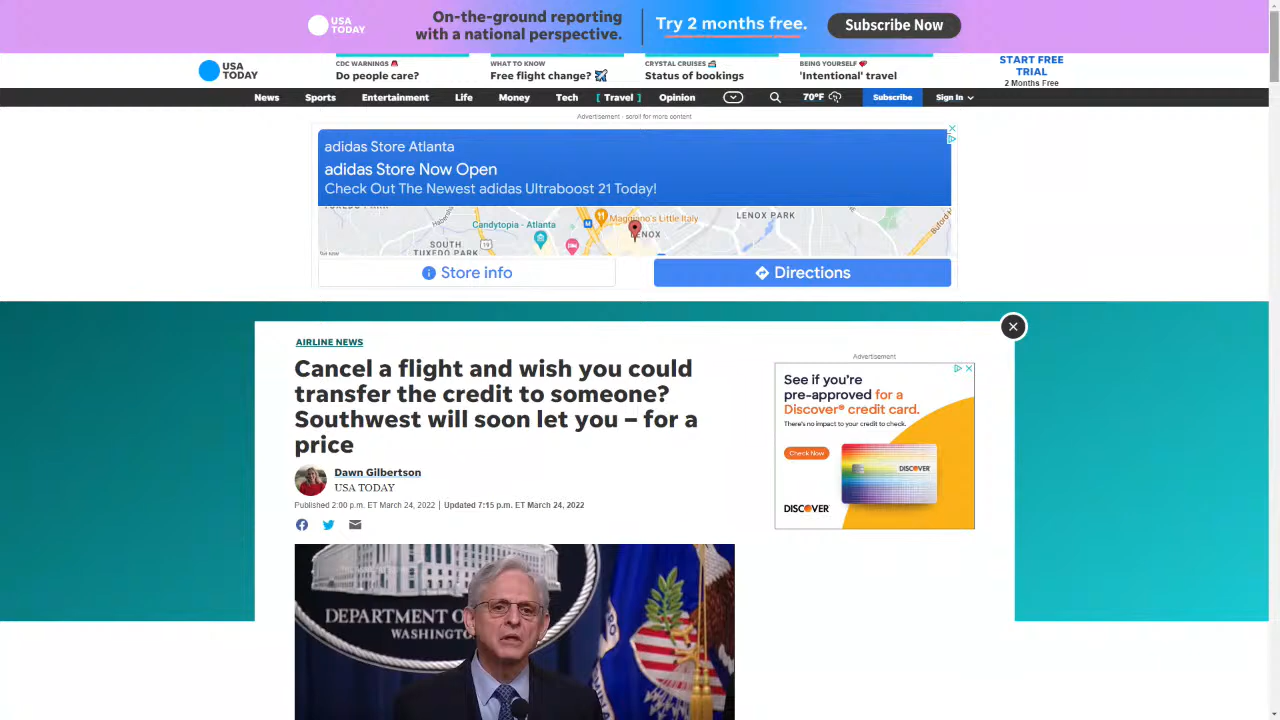 USA
TODAY
On-the-ground reporting
with a national perspective.
Try 2 months free.
Subscribe Now
USA
TODAY
CDC WARNINGS
Do people care?
WHAT TO KNOW
Free flight change?
CRYSTAL CRUISES
Status of bookings
BEING YOURSELF
'Intentional' travel
START FREE
TRIAL
2 Months Free
News Sports Entertainment Life Money Tech [ Travel ] Opinion 70°F Subscribe Sign In
Advertisement - scroll for more content
adidas Store Atlanta
adidas Store Now Open
Check Out The Newest adidas Ultraboost 21 Today!
TUXEDO PARK
Candytopia - Atlanta
Maggiano's Little Italy
LENOX PARK
LENOX
SOUTH
TUXEDO PARK
19
Buford
Store info
Directions
AIRLINE NEWS
Cancel a flight and wish you could
transfer the credit to someone?
Southwest will soon let you – for a
price
Dawn Gilbertson
USA TODAY
Published 2:00 p.m. ET March 24, 2022 | Updated 7:15 p.m. ET March 24, 2022
Advertisement
See if you're
pre-approved for a
Discover® credit card.
There's no impact to your credit to check.
Check Now
DISCOVER
DISCOVER
DEPARTMENT O
WASHINGTO